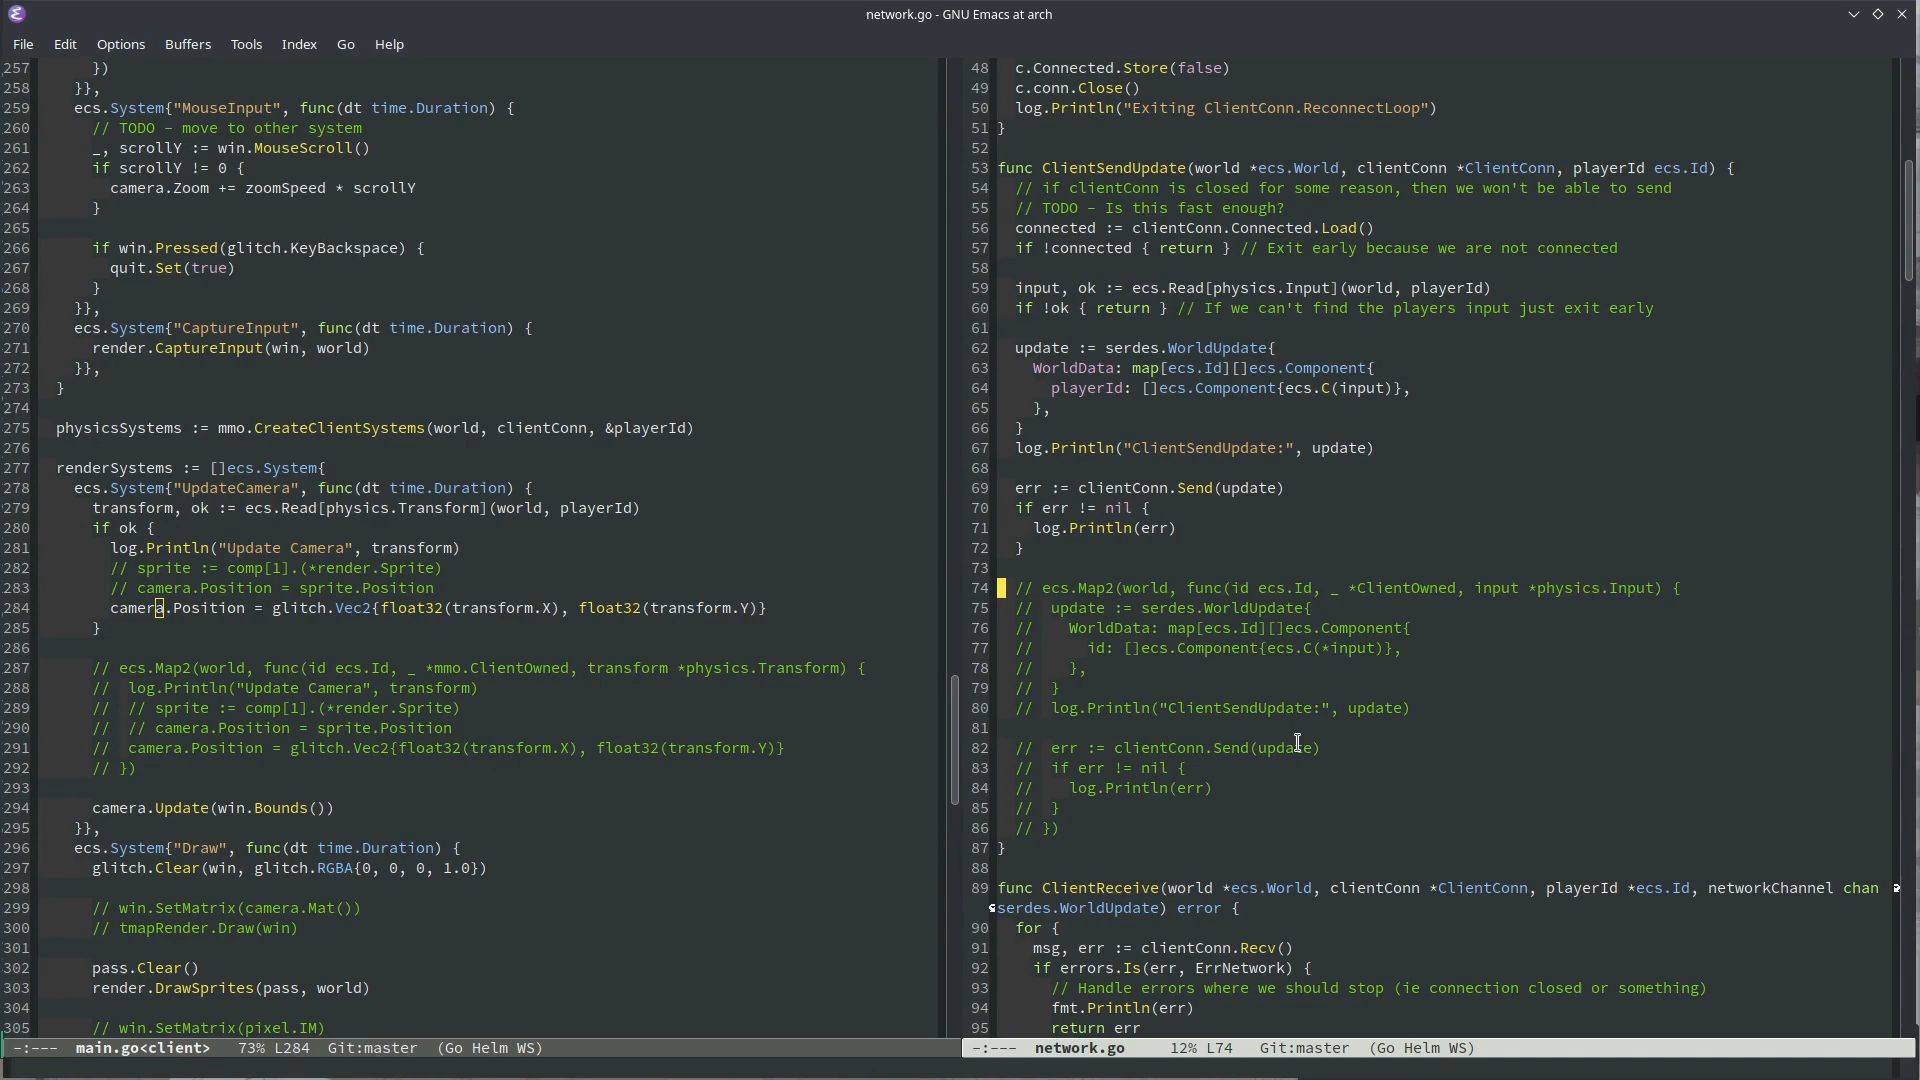 network.go - GNU Emacs at arch
File Edit Options Buffers Tools Index Go Help
257 })
258 }},
259 ecs.System{"MouseInput", func(dt time.Duration) {
260 // TODO - move to other system
261 _, scrollY := win.MouseScroll()
262 if scrollY != 0 {
263 camera.Zoom += zoomSpeed * scrollY
264 }
265
266 if win.Pressed(glitch.KeyBackspace) {
267 quit.Set(true)
268 }
269 }},
270 ecs.System{"CaptureInput", func(dt time.Duration) {
271 render.CaptureInput(win, world)
272 }},
273 }
274
275 physicsSystems := mmo.CreateClientSystems(world, clientConn, &playerId)
276
277 renderSystems := []ecs.System{
278 ecs.System{"UpdateCamera", func(dt time.Duration) {
279 transform, ok := ecs.Read[physics.Transform](world, playerId)
280 if ok {
281 log.Println("Update Camera", transform)
282 // sprite := comp[1].(*render.Sprite)
283 // camera.Position = sprite.Position
284 camera.Position = glitch.Vec2{float32(transform.X), float32(transform.Y)}
285 }
286
287 // ecs.Map2(world, func(id ecs.Id, _ *mmo.ClientOwned, transform *physics.Transform) {
288 // log.Println("Update Camera", transform)
289 // // sprite := comp[1].(*render.Sprite)
290 // // camera.Position = sprite.Position
291 // camera.Position = glitch.Vec2{float32(transform.X), float32(transform.Y)}
292 // })
293
294 camera.Update(win.Bounds())
295 }},
296 ecs.System{"Draw", func(dt time.Duration) {
297 glitch.Clear(win, glitch.RGBA{0, 0, 0, 1.0})
298
299 // win.SetMatrix(camera.Mat())
300 // tmapRender.Draw(win)
301
302 pass.Clear()
303 render.DrawSprites(pass, world)
304
305 // win.SetMatrix(pixel.IM)
-:--- main.go<client> 73% L284 Git:master (Go Helm WS)
48 c.Connected.Store(false)
49 c.conn.Close()
50 log.Println("Exiting ClientConn.ReconnectLoop")
51 }
52
53 func ClientSendUpdate(world *ecs.World, clientConn *ClientConn, playerId ecs.Id) {
54 // if clientConn is closed for some reason, then we won't be able to send
55 // TODO - Is this fast enough?
56 connected := clientConn.Connected.Load()
57 if !connected { return } // Exit early because we are not connected
58
59 input, ok := ecs.Read[physics.Input](world, playerId)
60 if !ok { return } // If we can't find the players input just exit early
61
62 update := serdes.WorldUpdate{
63 WorldData: map[ecs.Id][]ecs.Component{
64 playerId: []ecs.Component{ecs.C(input)},
65 },
66 }
67 log.Println("ClientSendUpdate:", update)
68
69 err := clientConn.Send(update)
70 if err != nil {
71 log.Println(err)
72 }
73
74 // ecs.Map2(world, func(id ecs.Id, _ *ClientOwned, input *physics.Input) {
75 // update := serdes.WorldUpdate{
76 // WorldData: map[ecs.Id][]ecs.Component{
77 // id: []ecs.Component{ecs.C(*input)},
78 // },
79 // }
80 // log.Println("ClientSendUpdate:", update)
81
82 // err := clientConn.Send(update)
83 // if err != nil {
84 // log.Println(err)
85 // }
86 // })
87 }
88
89 func ClientReceive(world *ecs.World, clientConn *ClientConn, playerId *ecs.Id, networkChannel chan
serdes.WorldUpdate) error {
90 for {
91 msg, err := clientConn.Recv()
92 if errors.Is(err, ErrNetwork) {
93 // Handle errors where we should stop (ie connection closed or something)
94 fmt.Println(err)
95 return err
-:--- network.go 12% L74 Git:master (Go Helm WS)